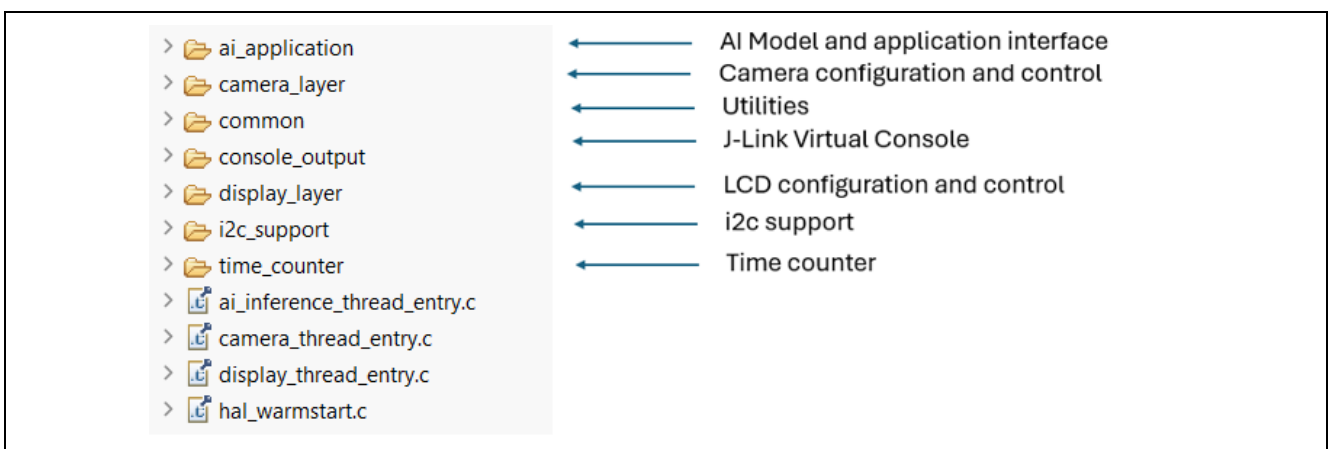 ai_application AI Model and application interface
camera_layer Camera configuration and control
common Utilities
console_output J-Link Virtual Console
display_layer LCD configuration and control
i2c_support i2c support
time_counter Time counter
ai_inference_thread_entry.c
camera_thread_entry.c
display_thread_entry.c
hal_warmstart.c